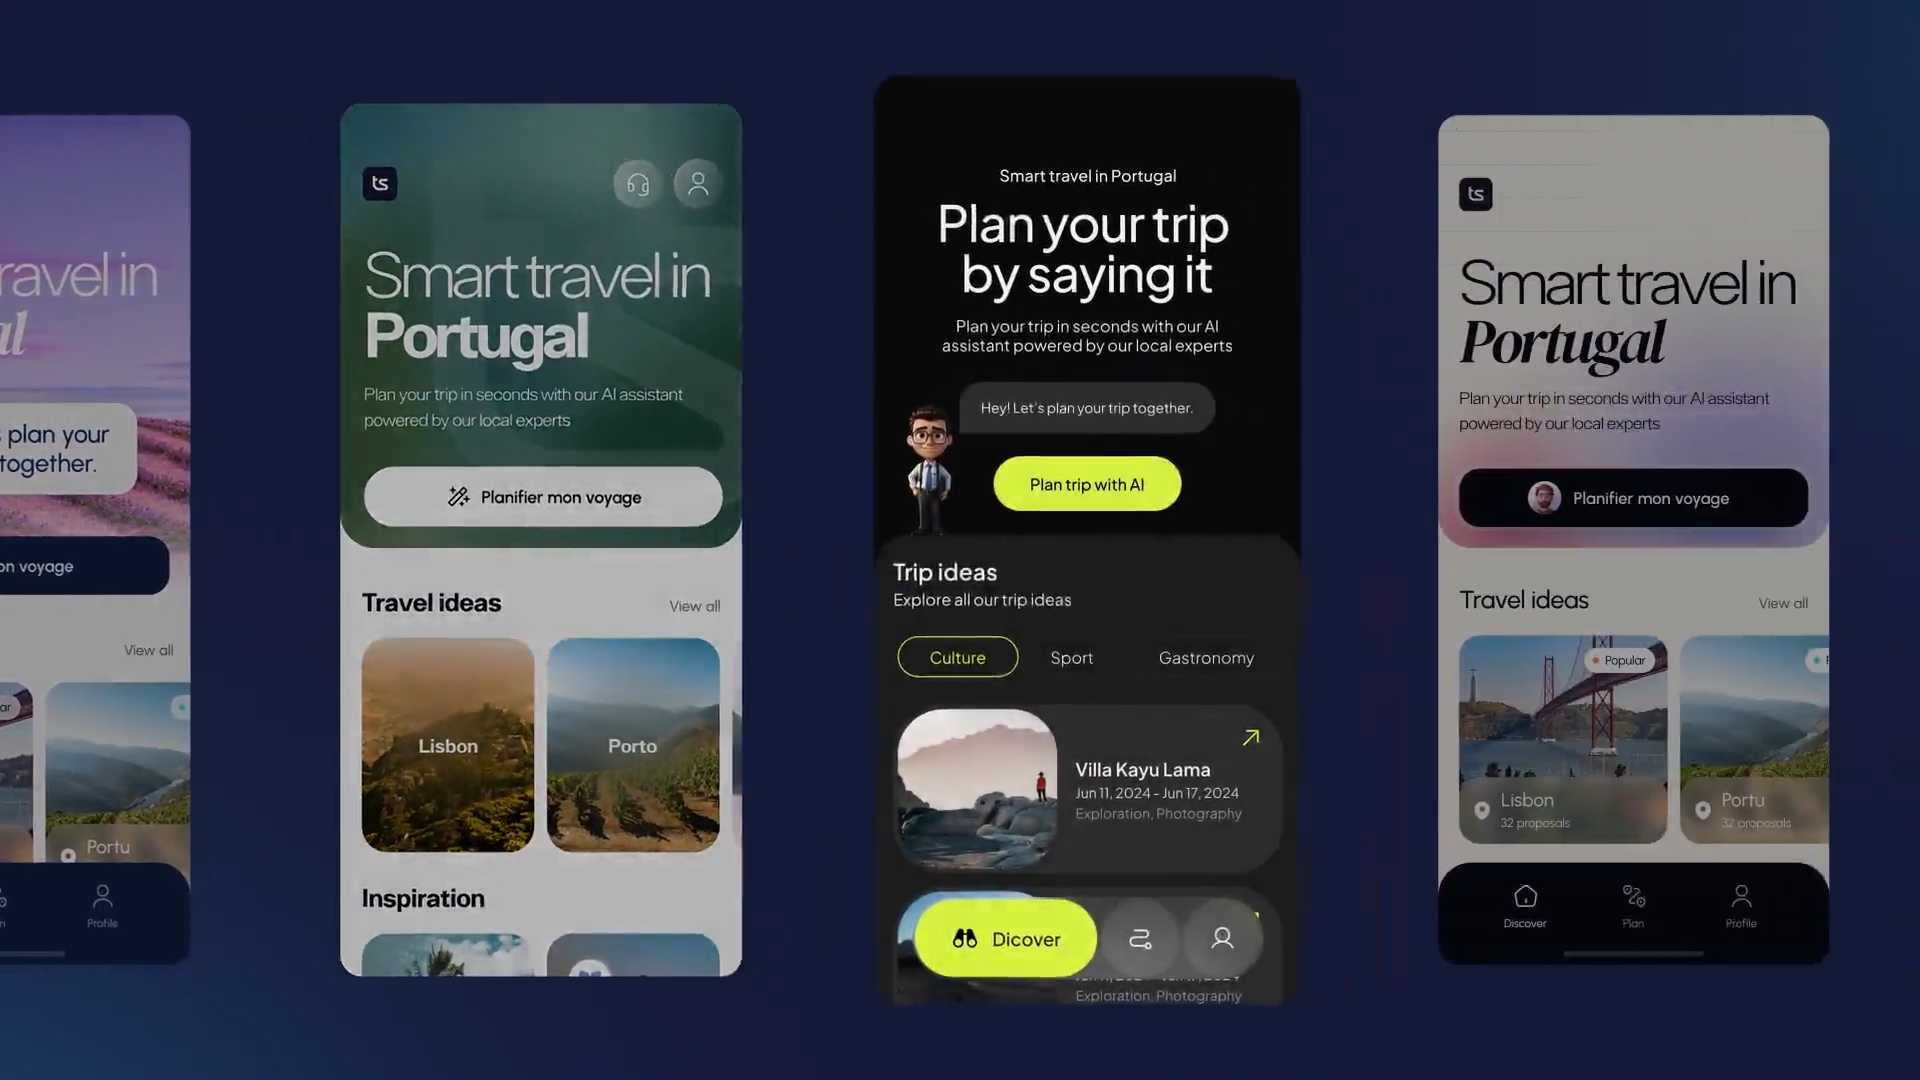 ravel in
al
plan your
together.
on voyage
View all
ar
Portu
n
Profile
ts
Smart travel in
Portugal
Plan your trip in seconds with our AI assistant
powered by our local experts
Planifier mon voyage
Travel ideas
View all
Lisbon
Porto
Inspiration
Smart travel in Portugal
Plan your trip
by saying it
Plan your trip in seconds with our AI
assistant powered by our local experts
Hey! Let's plan your trip together.
Plan trip with AI
Trip ideas
Explore all our trip ideas
Culture
Sport
Gastronomy
Villa Kayu Lama
Jun 11, 2024 - Jun 17, 2024
Exploration, Photography
Dicover
Exploration, Photography
ts
Smart travel in
Portugal
Plan your trip in seconds with our AI assistant
powered by our local experts
Planifier mon voyage
Travel ideas
View all
Popular
Lisbon
32 proposals
Portu
32 proposals
Discover
Plan
Profile